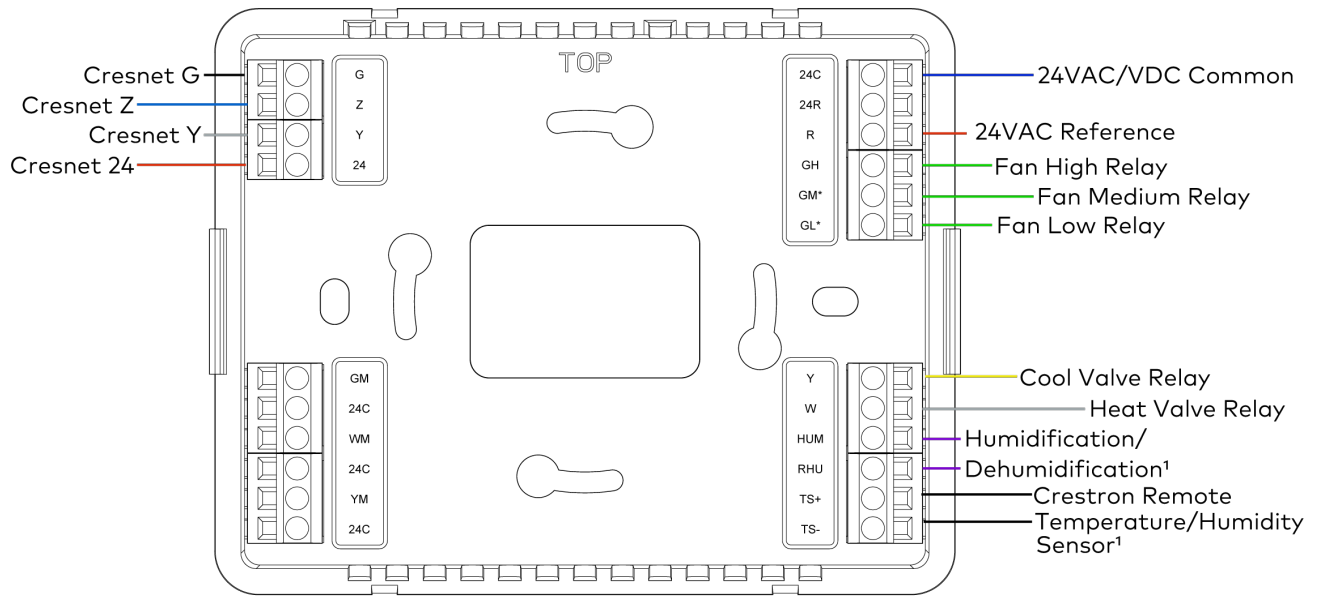 TOP
Cresnet G
Cresnet Z
Cresnet Y
Cresnet 24
G
Z
Y
24
24C
24R
R
GH
GM*
GL*
24VAC/VDC Common
24VAC Reference
Fan High Relay
Fan Medium Relay
Fan Low Relay
GM
24C
WM
24C
YM
24C
Y
W
HUM
RHU
TS+
TS-
Cool Valve Relay
Heat Valve Relay
Humidification/
Dehumidification¹
Crestron Remote
Temperature/Humidity
Sensor¹